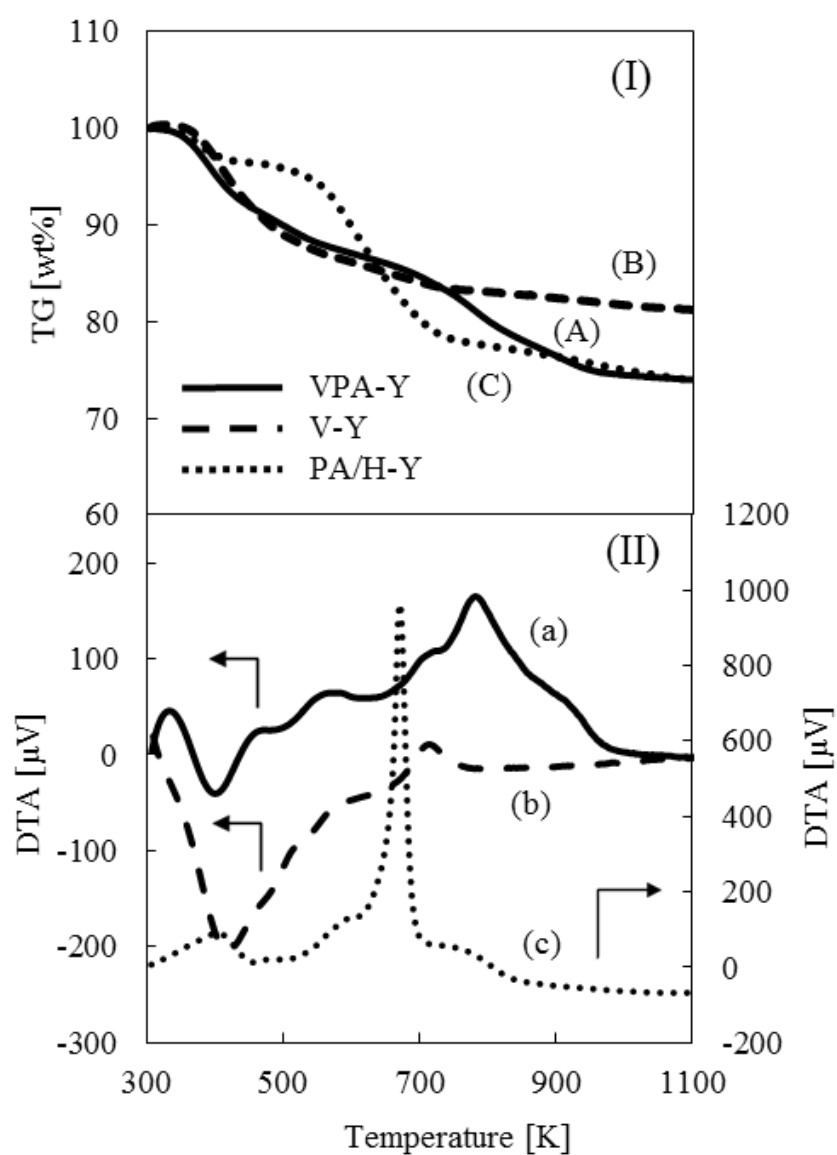 110
100
90
80
70
60
TG [wt%]
(I)
(B)
(A)
(C)
VPA-Y
V-Y
PA/H-Y
(II)
200
100
0
-100
-200
-300
DTA [µV]
1200
1000
800
600
400
200
0
-200
DTA [µV]
(a)
(b)
(c)
300
500
700
900
1100
Temperature [K]